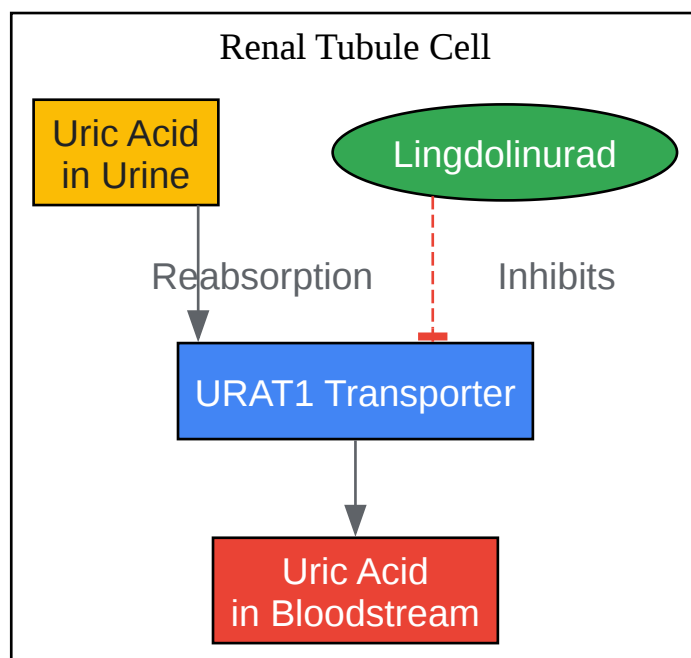 Renal Tubule Cell
Uric Acid
in Urine
Lingdolinurad
Reabsorption
Inhibits
URAT1 Transporter
Uric Acid
in Bloodstream